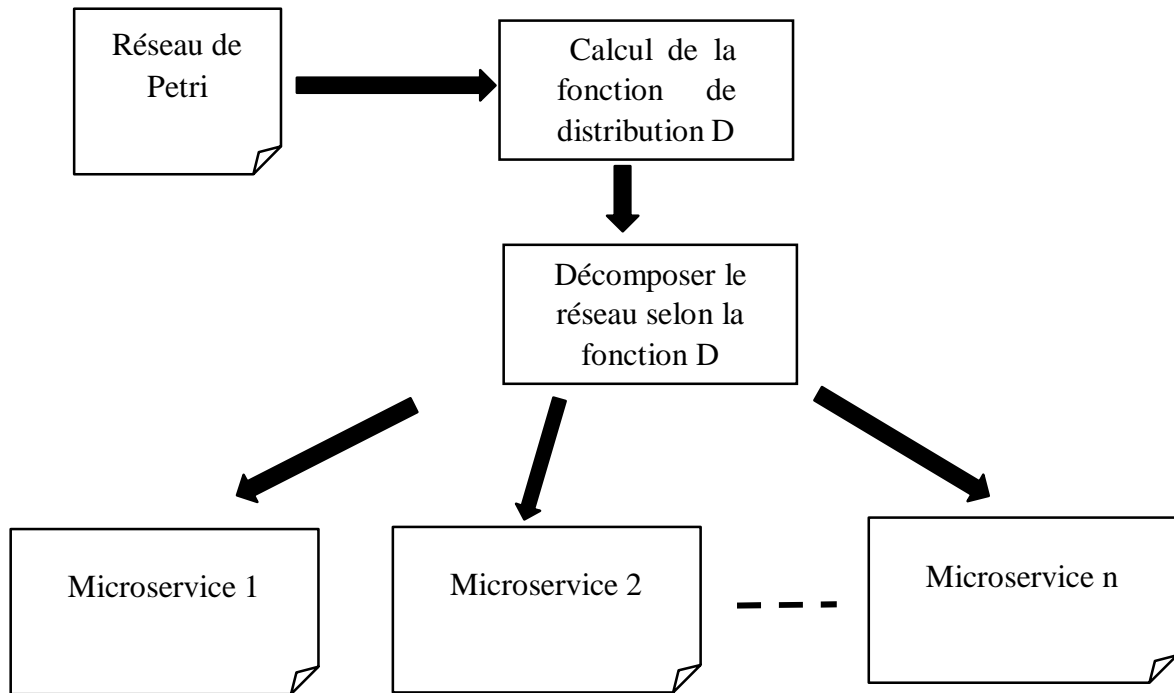 Réseau de
Petri
Calcul de la
fonction de
distribution D
Décomposer le
réseau selon la
fonction D
Microservice 1
Microservice 2
Microservice n